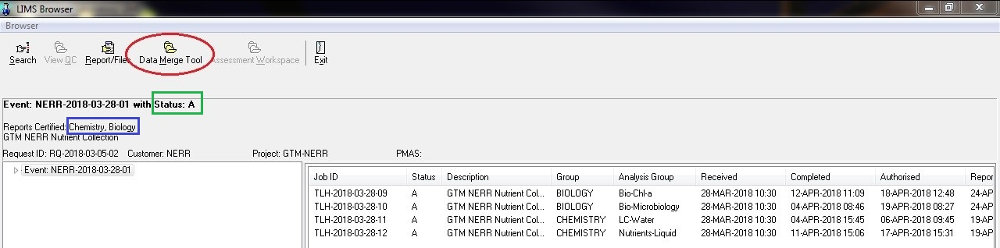 LIMS Browser
Browser
Search View QC Report/Files Data Merge Tool Assessment Workspace Exit
Event: NERR-2018-03-28-01 with Status: A
Reports Certified: Chemistry, Biology
GTM NERR Nutrient Collection
Request ID: RQ-2018-03-05-02 Customer: NERR Project: GTM-NERR PMAS:
Event: NERR-2018-03-28-01
Job ID Status Description Group Analysis Group Received Completed Authorised Repor
TLH-2018-03-28-09 A GTM NERR Nutrient Col... BIOLOGY Bio-Chl-a 28-MAR-2018 10:30 12-APR-2018 11:09 18-APR-2018 12:48 24-AP
TLH-2018-03-28-10 A GTM NERR Nutrient Col... BIOLOGY Bio-Microbiology 28-MAR-2018 10:30 04-APR-2018 08:46 19-APR-2018 08:27 24-AP
TLH-2018-03-28-11 A GTM NERR Nutrient Col... CHEMISTRY LC-Water 28-MAR-2018 10:30 04-APR-2018 15:45 06-APR-2018 09:45 19-AP
TLH-2018-03-28-12 A GTM NERR Nutrient Col... CHEMISTRY Nutrients-Liquid 28-MAR-2018 10:30 11-APR-2018 15:06 17-APR-2018 15:31 19-AP